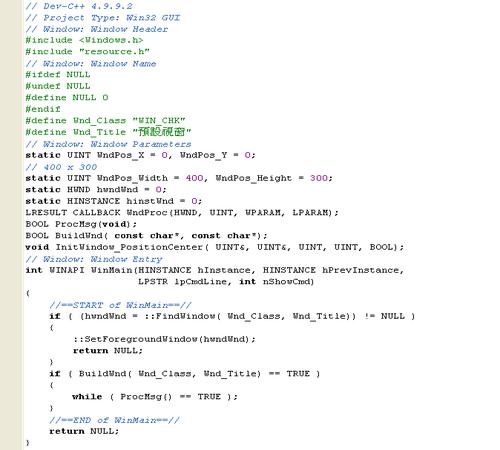 // Dev-C++ 4.9.9.2
// Project Type: Win32 GUI
// Window: Window Header
#include <Windows.h>
#include "resource.h"
// Window: Window Name
#ifdef NULL
#undef NULL
#define NULL 0
#endif
#define Wnd_Class "WIN_CHK"
#define Wnd_Title "預設視窗"
// Window: Window Parameters
static UINT WndPos_X = 0, WndPos_Y = 0;
// 400 x 300
static UINT WndPos_Width = 400, WndPos_Height = 300;
static HWND hwndWnd = 0;
static HINSTANCE hinstWnd = 0;
LRESULT CALLBACK WndProc(HWND, UINT, WPARAM, LPARAM);
BOOL ProcMsg(void);
BOOL BuildWnd( const char*, const char*);
void InitWindow_PositionCenter( UINT&, UINT&, UINT, UINT, BOOL);
// Window: Window Entry
int WINAPI WinMain(HINSTANCE hInstance, HINSTANCE hPrevInstance,
LPSTR lpCmdLine, int nShowCmd)
{
//==START of WinMain==//
if ( (hwndWnd = ::FindWindow( Wnd_Class, Wnd_Title)) != NULL )
{
::SetForegroundWindow(hwndWnd);
return NULL;
}
if ( BuildWnd( Wnd_Class, Wnd_Title) == TRUE )
{
while ( ProcMsg() == TRUE );
}
//==END of WinMain==//
return NULL;
}